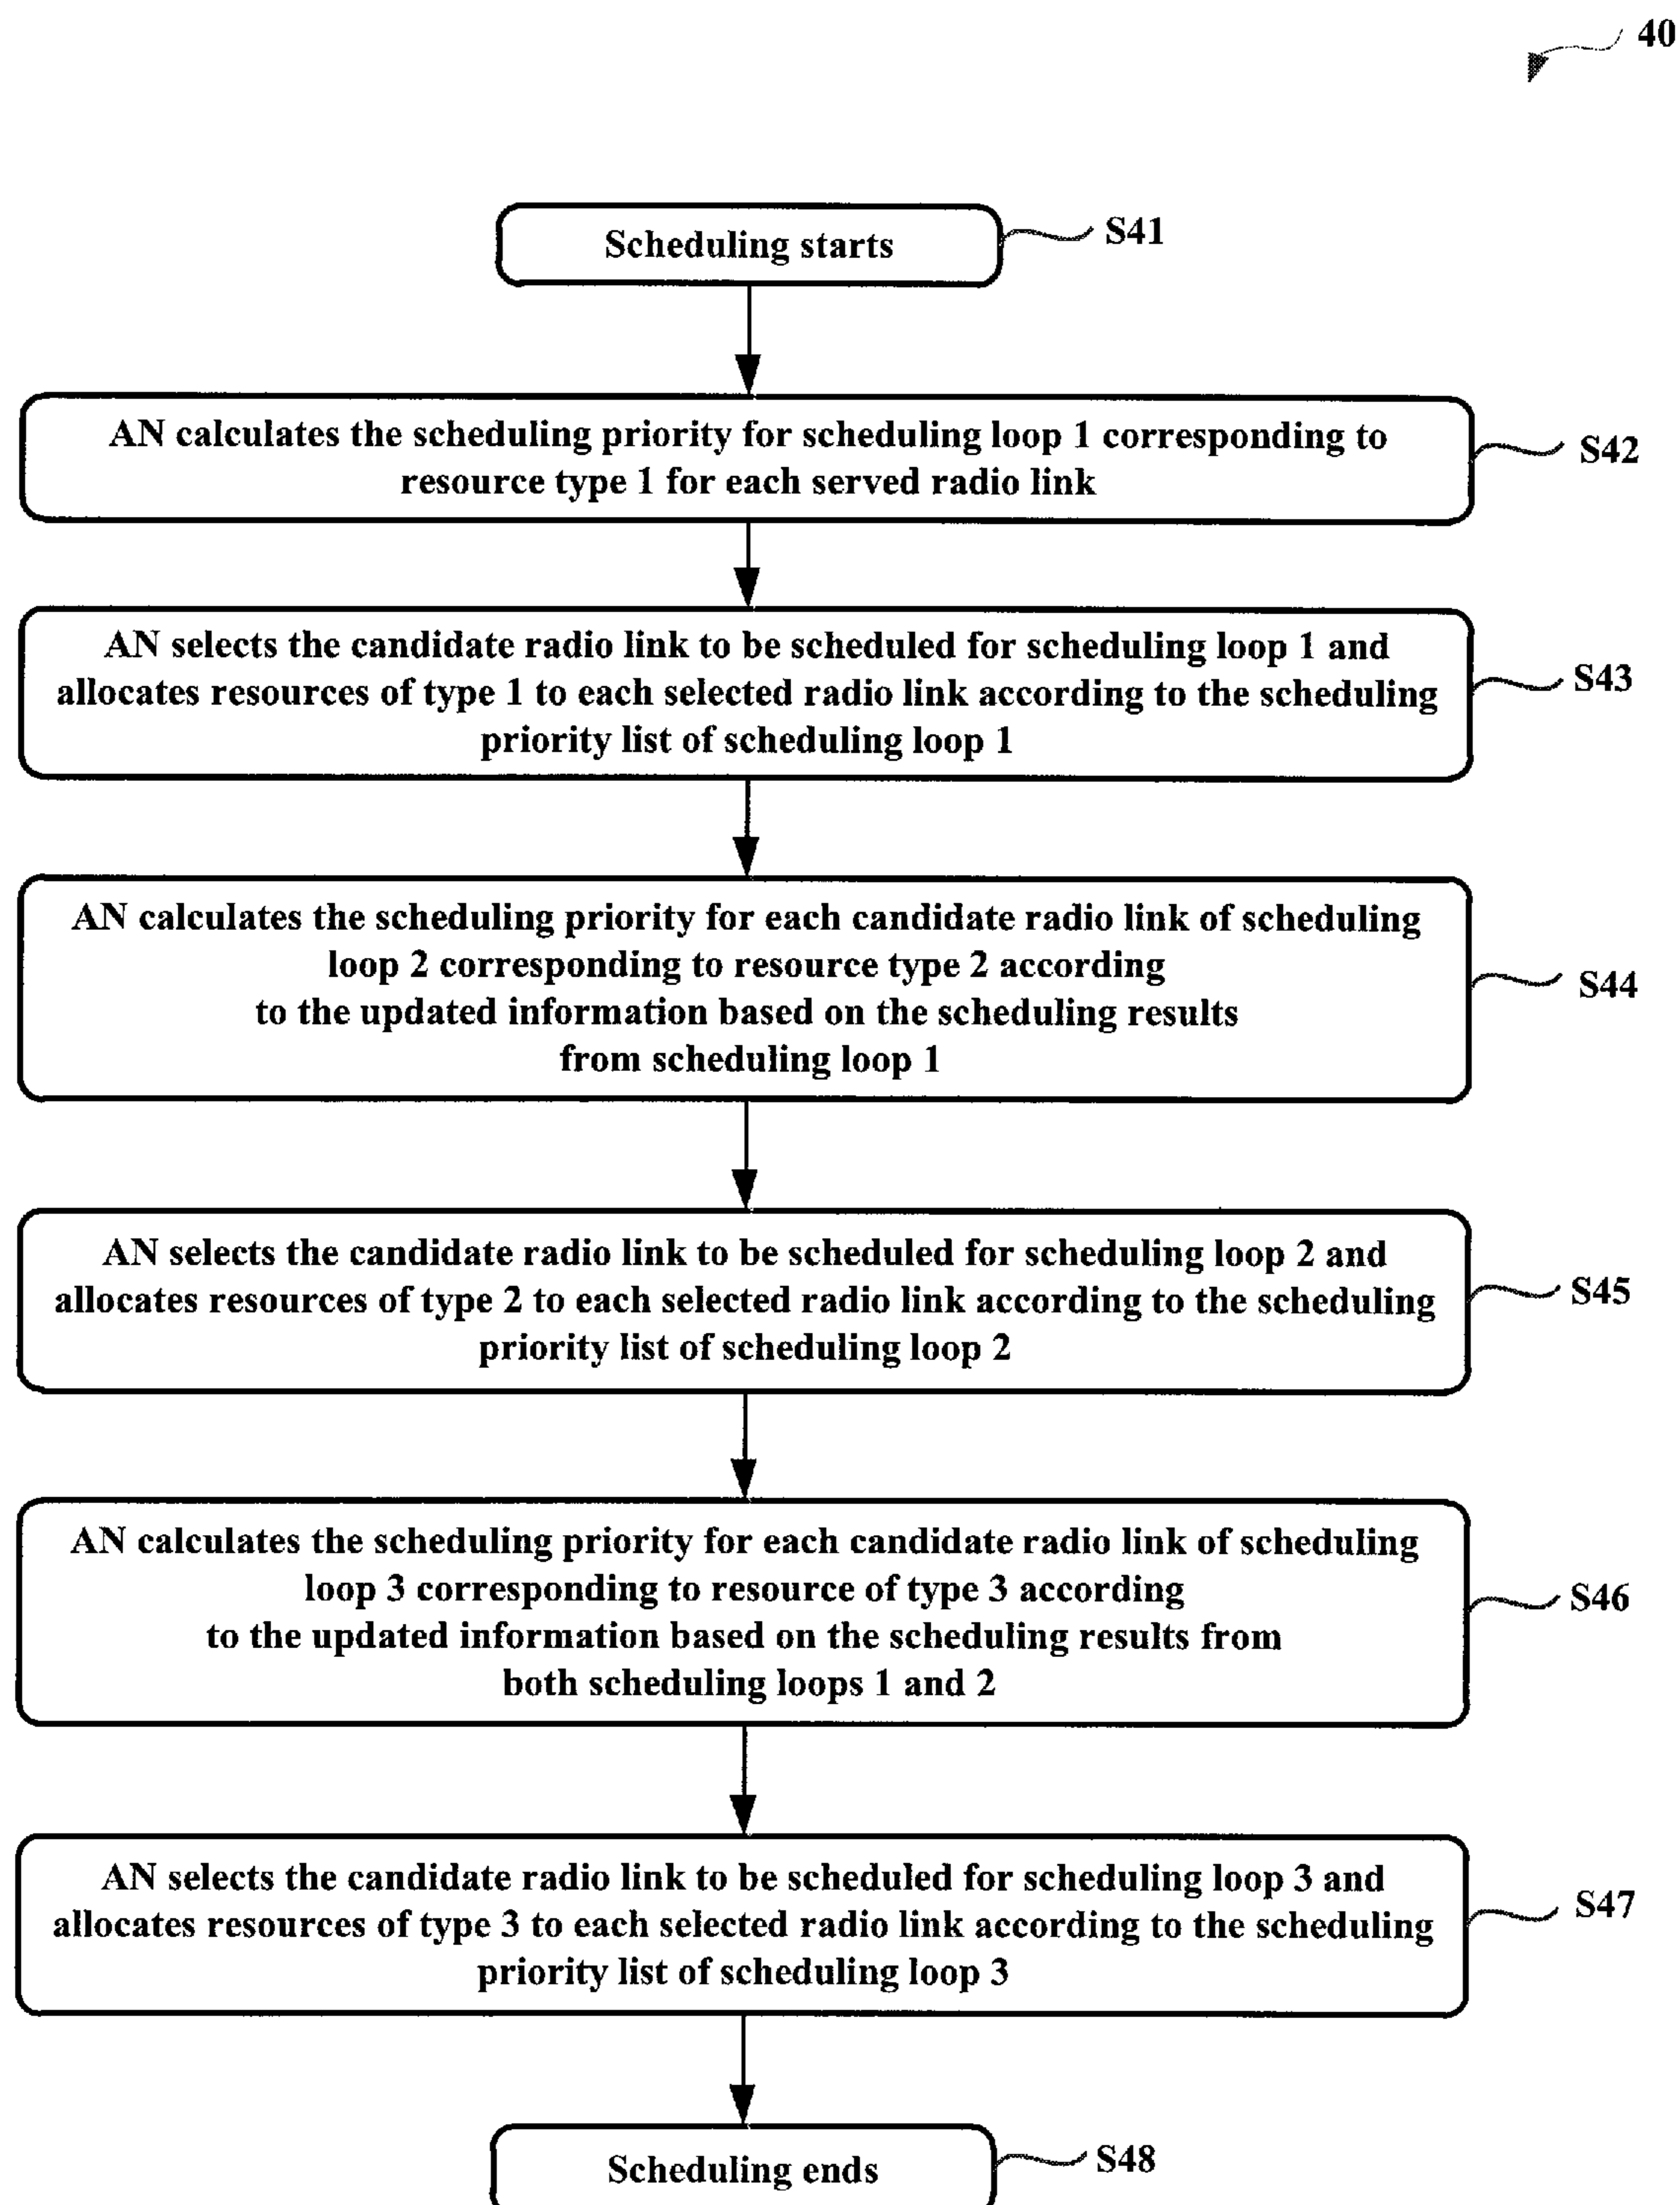 40
Scheduling starts
S41
AN calculates the scheduling priority for scheduling loop 1 corresponding to
resource type 1 for each served radio link
S42
AN selects the candidate radio link to be scheduled for scheduling loop 1 and
allocates resources of type 1 to each selected radio link according to the scheduling
priority list of scheduling loop 1
S43
AN calculates the scheduling priority for each candidate radio link of scheduling
loop 2 corresponding to resource type 2 according
to the updated information based on the scheduling results
from scheduling loop 1
S44
AN selects the candidate radio link to be scheduled for scheduling loop 2 and
allocates resources of type 2 to each selected radio link according to the scheduling
priority list of scheduling loop 2
S45
AN calculates the scheduling priority for each candidate radio link of scheduling
loop 3 corresponding to resource of type 3 according
to the updated information based on the scheduling results from
both scheduling loops 1 and 2
S46
AN selects the candidate radio link to be scheduled for scheduling loop 3 and
allocates resources of type 3 to each selected radio link according to the scheduling
priority list of scheduling loop 3
S47
Scheduling ends
S48